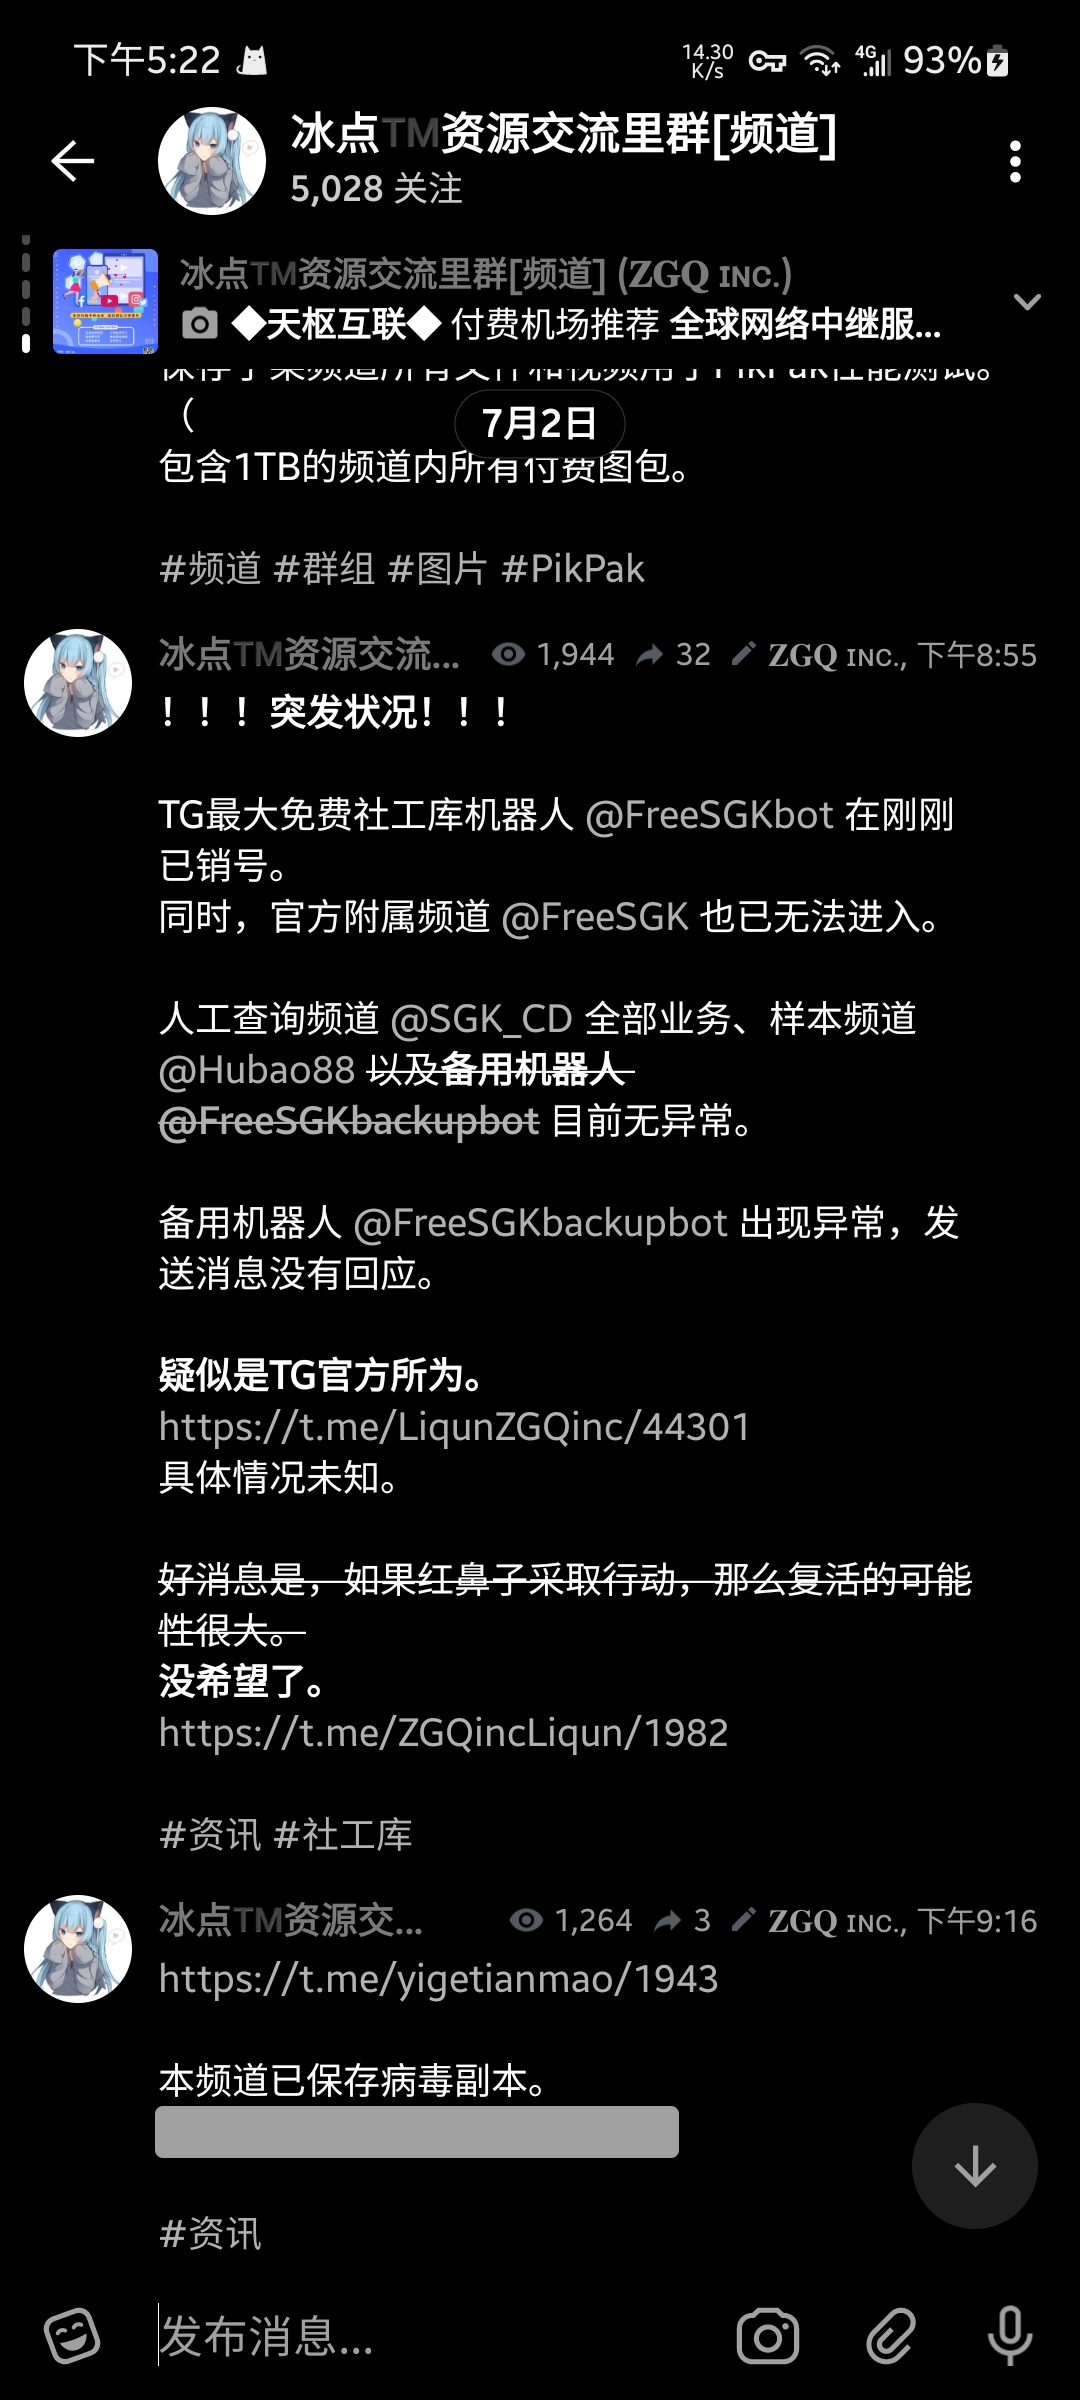 下午5:22
14.30 K/s
4G
93%
冰点TM资源交流里群[频道]
5,028 关注
冰点TM资源交流里群[频道] (ZGQ INC.)
◆天枢互联◆ 付费机场推荐 全球网络中继服...
7月2日
（
包含1TB的频道内所有付费图包。
#频道 #群组 #图片 #PikPak
冰点TM资源交流... 1,944 32 ZGQ INC., 下午8:55
！！！突发状况！！！
TG最大免费社工库机器人 @FreeSGKbot 在刚刚
已销号。
同时，官方附属频道 @FreeSGK 也已无法进入。
人工查询频道 @SGK_CD 全部业务、样本频道
@Hubao88 以及备用机器人
@FreeSGKbackupbot 目前无异常。
备用机器人 @FreeSGKbackupbot 出现异常，发
送消息没有回应。
疑似是TG官方所为。
https://t.me/LiqunZGQinc/44301
具体情况未知。
好消息是，如果红鼻子采取行动，那么复活的可能
性很大。
没希望了。
https://t.me/ZGQincLiqun/1982
#资讯 #社工库
冰点TM资源交... 1,264 3 ZGQ INC., 下午9:16
https://t.me/yigetianmao/1943
本频道已保存病毒副本。
#资讯
发布消息...